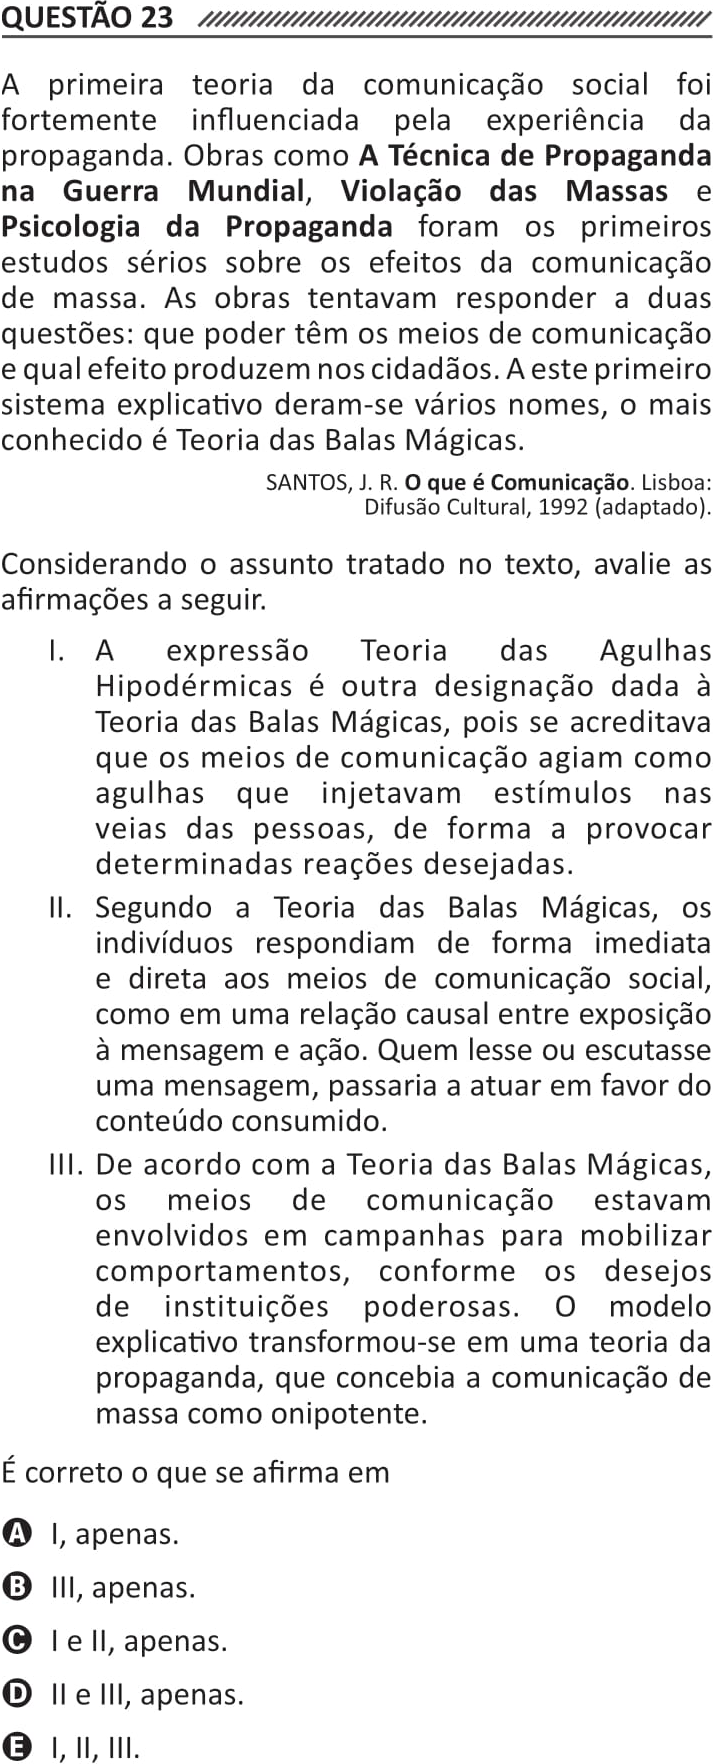 QUESTÃO 23
A primeira teoria da comunicação social foi
fortemente influenciada pela experiência da
propaganda. Obras como A Técnica de Propaganda
na Guerra Mundial, Violação das Massas e
Psicologia da Propaganda foram os primeiros
estudos sérios sobre os efeitos da comunicação
de massa. As obras tentavam responder a duas
questões: que poder têm os meios de comunicação
e qual efeito produzem nos cidadãos. A este primeiro
sistema explicativo deram-se vários nomes, o mais
conhecido é Teoria das Balas Mágicas.
SANTOS, J. R. O que é Comunicação. Lisboa:
Difusão Cultural, 1992 (adaptado).
Considerando o assunto tratado no texto, avalie as
afirmações a seguir.
I. A expressão Teoria das Agulhas
Hipodérmicas é outra designação dada à
Teoria das Balas Mágicas, pois se acreditava
que os meios de comunicação agiam como
agulhas que injetavam estímulos nas
veias das pessoas, de forma a provocar
determinadas reações desejadas.
II. Segundo a Teoria das Balas Mágicas, os
indivíduos respondiam de forma imediata
e direta aos meios de comunicação social,
como em uma relação causal entre exposição
à mensagem e ação. Quem lesse ou escutasse
uma mensagem, passaria a atuar em favor do
conteúdo consumido.
III. De acordo com a Teoria das Balas Mágicas,
os meios de comunicação estavam
envolvidos em campanhas para mobilizar
comportamentos, conforme os desejos
de instituições poderosas. O modelo
explicativo transformou-se em uma teoria da
propaganda, que concebia a comunicação de
massa como onipotente.
É correto o que se afirma em
A I, apenas.
B III, apenas.
C I e II, apenas.
D II e III, apenas.
E I, II, III.